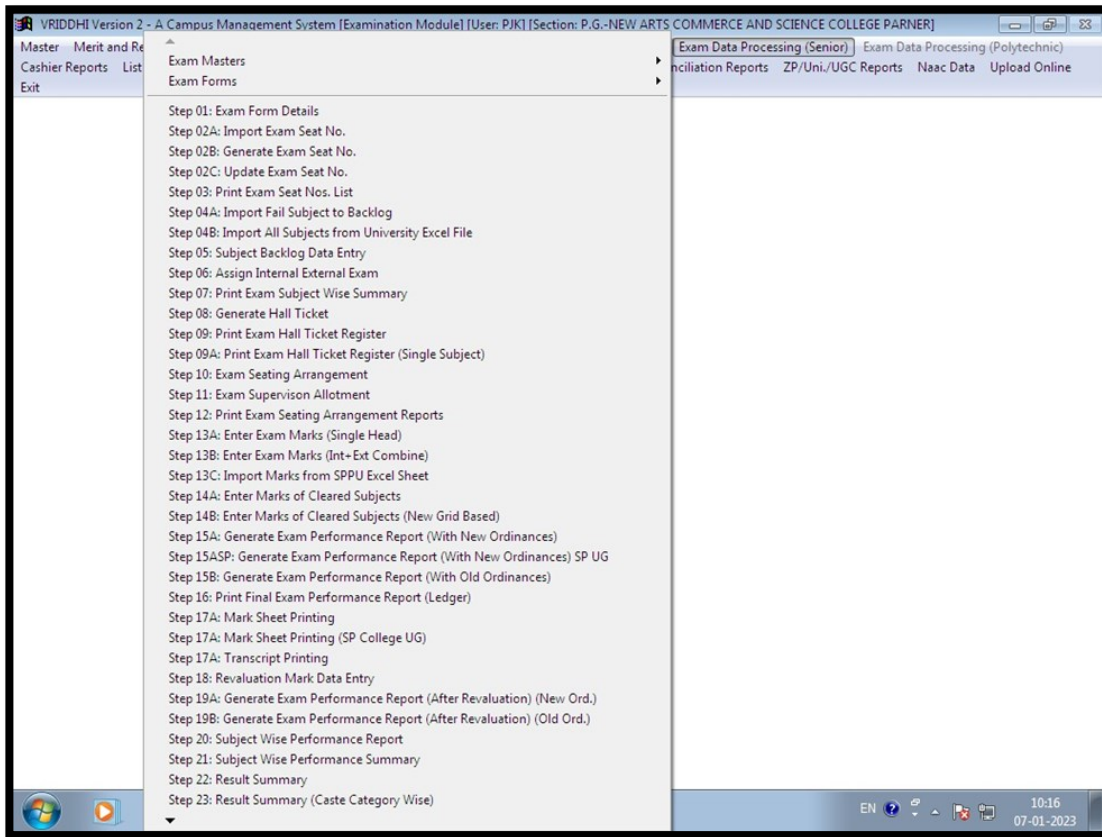 VRIDDHI Version 2 - A Campus Management System [Examination Module] [User: PJK] [Section: P.G.-NEW ARTS COMMERCE AND SCIENCE COLLEGE PARNER]
Master Merit and Re Exam Data Processing (Senior) Exam Data Processing (Polytechnic)
Cashier Reports List nciliation Reports ZP/Uni./UGC Reports Naac Data Upload Online
Exit
Exam Masters
Exam Forms
Step 01: Exam Form Details
Step 02A: Import Exam Seat No.
Step 02B: Generate Exam Seat No.
Step 02C: Update Exam Seat No.
Step 03: Print Exam Seat Nos. List
Step 04A: Import Fail Subject to Backlog
Step 04B: Import All Subjects from University Excel File
Step 05: Subject Backlog Data Entry
Step 06: Assign Internal External Exam
Step 07: Print Exam Subject Wise Summary
Step 08: Generate Hall Ticket
Step 09: Print Exam Hall Ticket Register
Step 09A: Print Exam Hall Ticket Register (Single Subject)
Step 10: Exam Seating Arrangement
Step 11: Exam Supervison Allotment
Step 12: Print Exam Seating Arrangement Reports
Step 13A: Enter Exam Marks (Single Head)
Step 13B: Enter Exam Marks (Int+Ext Combine)
Step 13C: Import Marks from SPPU Excel Sheet
Step 14A: Enter Marks of Cleared Subjects
Step 14B: Enter Marks of Cleared Subjects (New Grid Based)
Step 15A: Generate Exam Performance Report (With New Ordinances)
Step 15ASP: Generate Exam Performance Report (With New Ordinances) SP UG
Step 15B: Generate Exam Performance Report (With Old Ordinances)
Step 16: Print Final Exam Performance Report (Ledger)
Step 17A: Mark Sheet Printing
Step 17A: Mark Sheet Printing (SP College UG)
Step 17A: Transcript Printing
Step 18: Revaluation Mark Data Entry
Step 19A: Generate Exam Performance Report (After Revaluation) (New Ord.)
Step 19B: Generate Exam Performance Report (After Revaluation) (Old Ord.)
Step 20: Subject Wise Performance Report
Step 21: Subject Wise Performance Summary
Step 22: Result Summary
Step 23: Result Summary (Caste Category Wise)
EN
10:16
07-01-2023